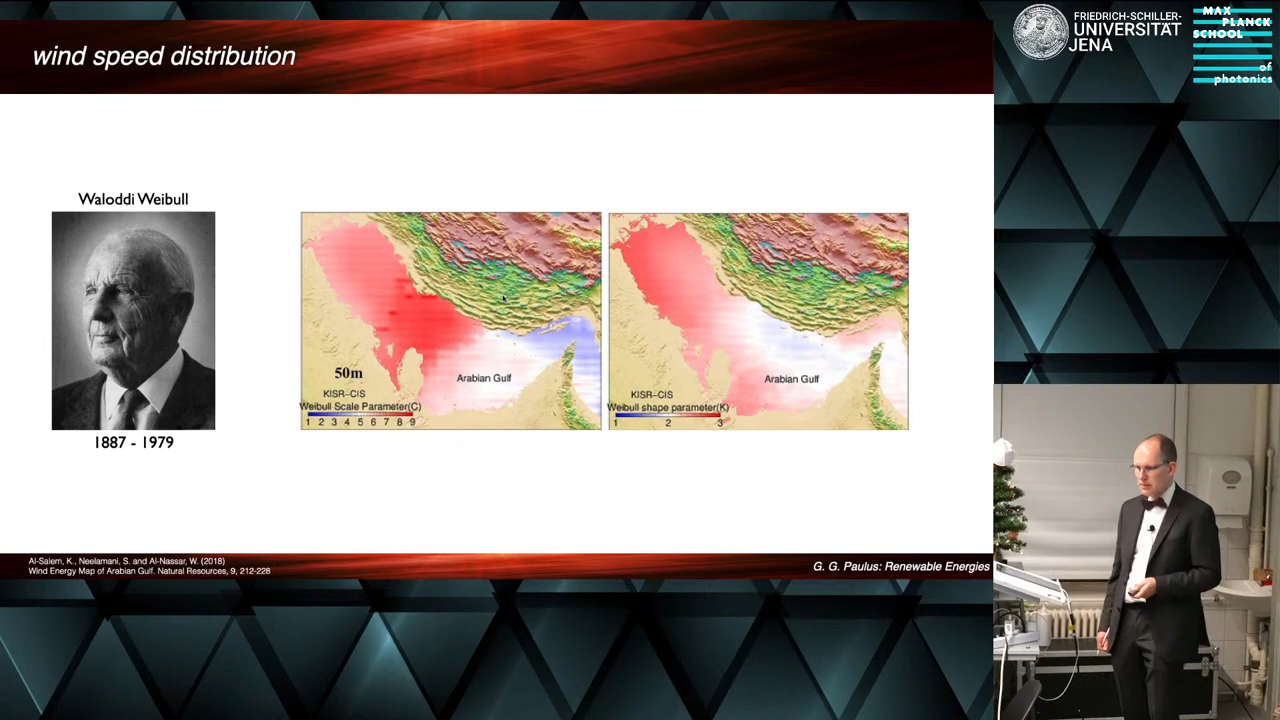 wind speed distribution
FRIEDRICH-SCHILLER-
UNIVERSITÄT
JENA
MAX
PLANCK
SCHOOL
of
photonics
Waloddi Weibull
1887 - 1979
50m
Arabian Gulf
KISR-CIS
Weibull Scale Parameter(C)
1 2 3 4 5 6 7 8 9
Arabian Gulf
KISR-CIS
Weibull shape parameter(K)
1 2 3
Al-Salem, K., Neelamani, S. and Al-Nassar, W. (2018)
Wind Energy Map of Arabian Gulf. Natural Resources, 9, 212-228
G. G. Paulus: Renewable Energies